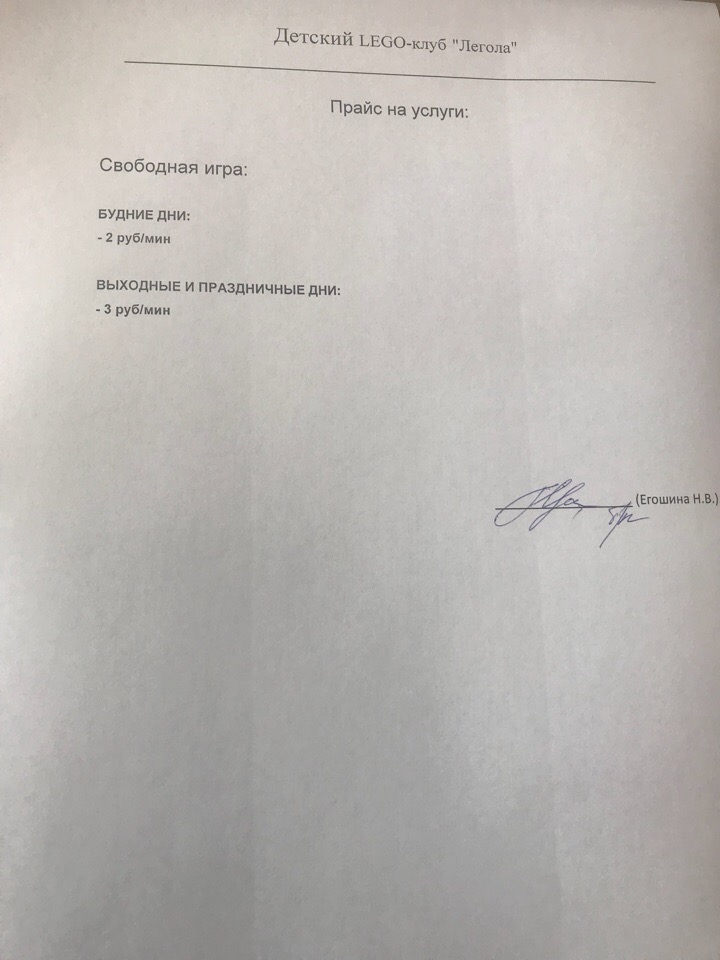 Детский LEGO-клуб "Легола"
Прайс на услуги:
Свободная игра:
БУДНИЕ ДНИ:
- 2 руб/мин
ВЫХОДНЫЕ И ПРАЗДНИЧНЫЕ ДНИ:
- 3 руб/мин
(Егошина Н.В.)